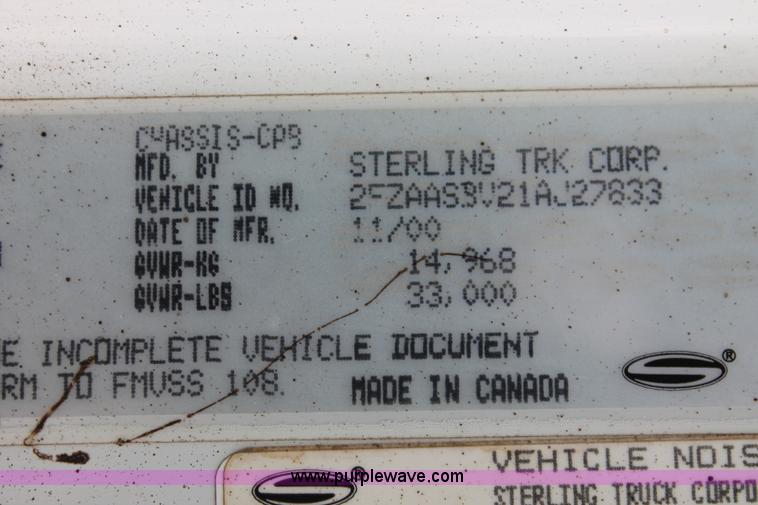 CHASSIS-CAB
MFD. BY STERLING TRK CORP.
VEHICLE ID NO. 2FZAASBV21AJ27833
DATE OF MFR. 11/00
GVWR-KG 14,968
GVWR-LBS 33,000
E INCOMPLETE VEHICLE DOCUMENT
RM TO FMVSS 108. MADE IN CANADA
®
VEHICLE NOIS
www.purplewave.com
STERLING TRUCK CORPO